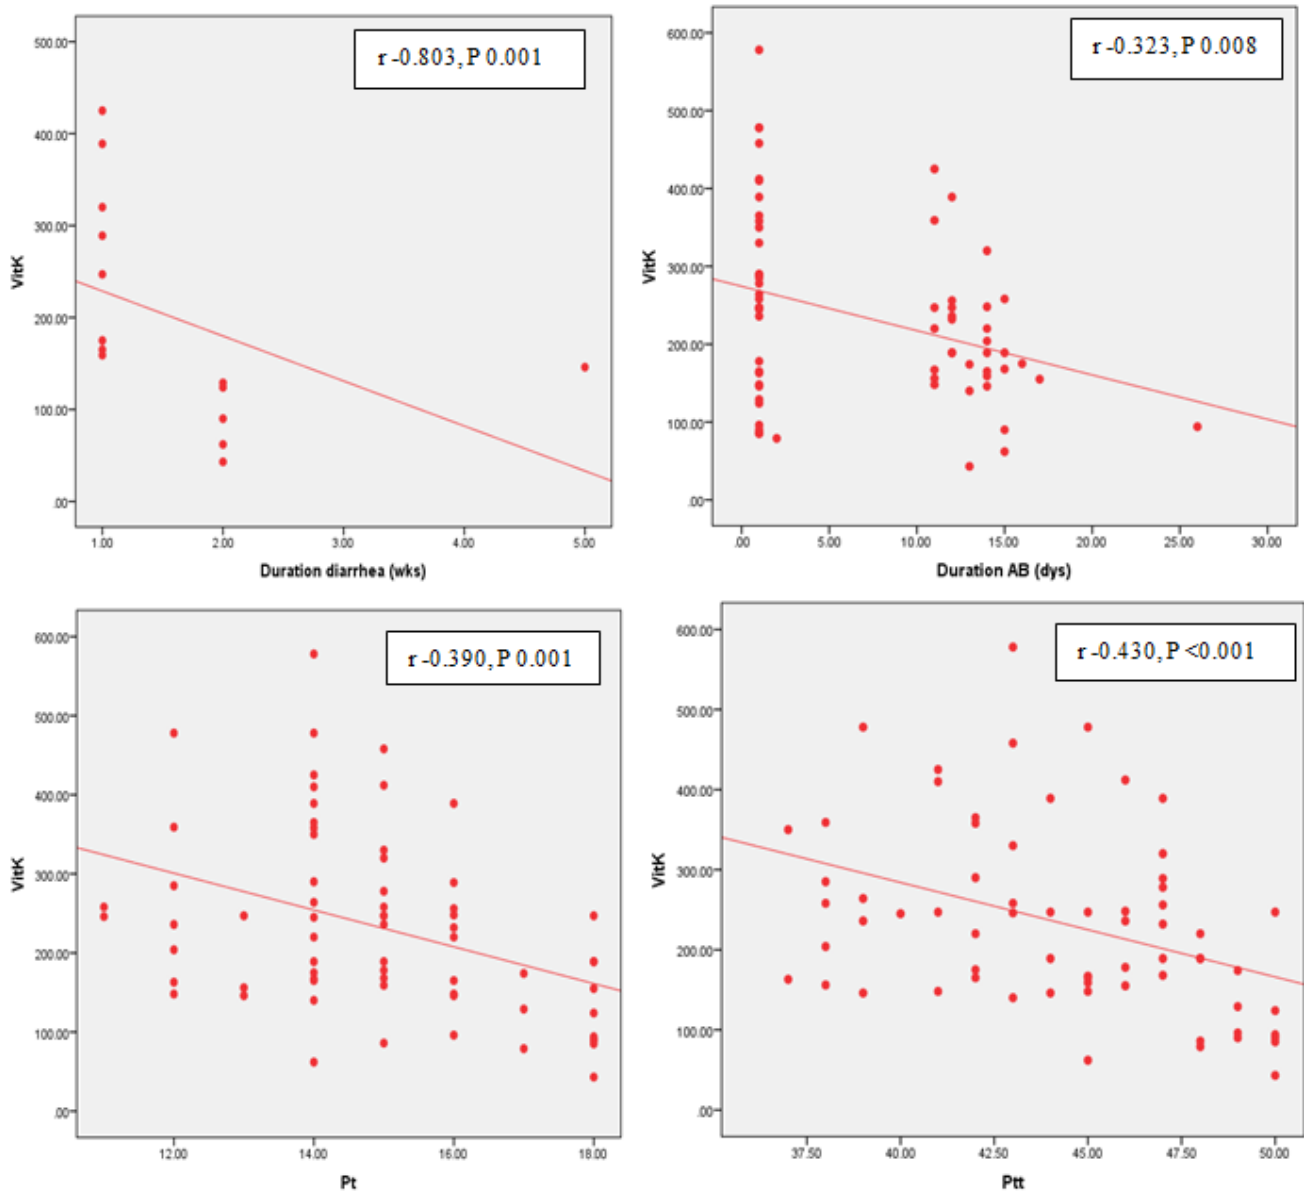 r -0.803, P 0.001
500.00
400.00
300.00
200.00
100.00
.00
VitK
1.00 2.00 3.00 4.00 5.00
Duration diarrhea (wks)
r -0.323, P 0.008
600.00
500.00
400.00
300.00
200.00
100.00
.00
VitK
.00 5.00 10.00 15.00 20.00 25.00 30.00
Duration AB (dys)
r -0.390, P 0.001
600.00
500.00
400.00
300.00
200.00
100.00
.00
VitK
12.00 14.00 16.00 18.00
Pt
r -0.430, P <0.001
600.00
500.00
400.00
300.00
200.00
100.00
.00
VitK
37.50 40.00 42.50 45.00 47.50 50.00
Ptt